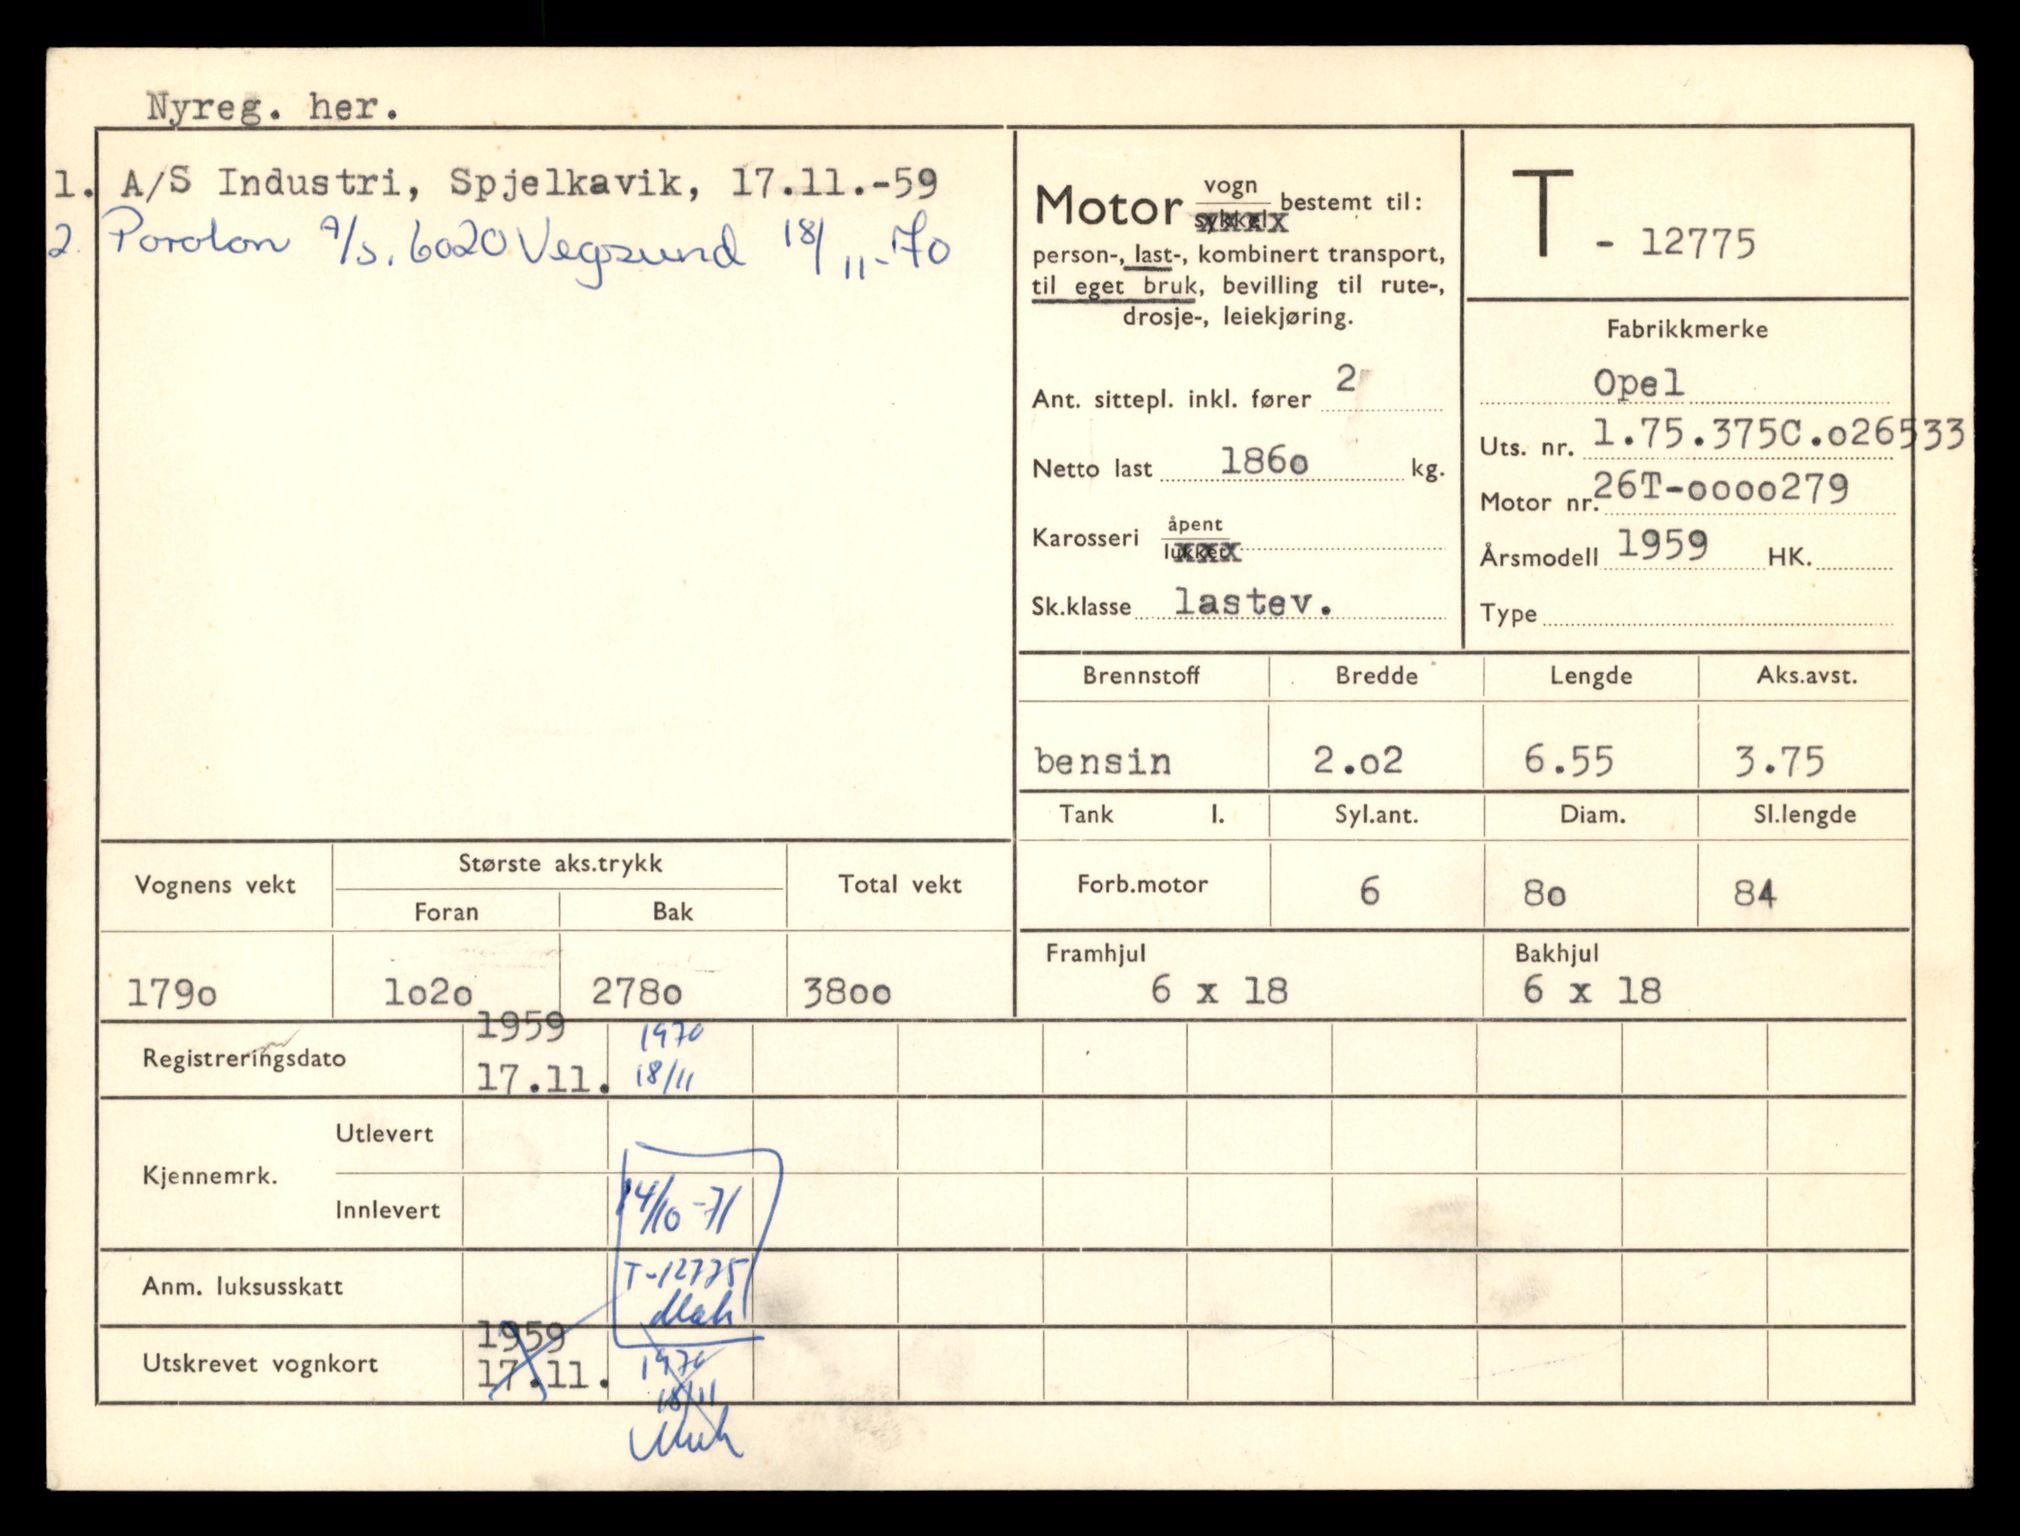 Nyreg. her.
1. A/S Industri, Spjelkavik, 17.11.-59
2. Porolon A/S. 6020 Vegsund 18/11-70
Motor vogn bestemt til:
person-, last-, kombinert transport,
til eget bruk, bevilling til rute-,
drosje-, leiekjøring.
Ant. sittepl. inkl. fører 2
Netto last 186o kg.
Karosseri åpent
lukket
Sk.klasse lastev.
T - 12775
Fabrikkmerke
Opel
Uts. nr. 1.75.375C.o26533
Motor nr. 26T-oooo279
Årsmodell 1959 HK.
Type
Brennstoff Bredde Lengde Aks.avst.
bensin 2.o2 6.55 3.75
Tank l. Syl.ant. Diam. Sl.lengde
Forb.motor 6 8o 84
Framhjul Bakhjul
6 x 18 6 x 18
Vognens vekt Største aks.trykk Total vekt
Foran Bak
179o 1o2o 278o 38oo
Registreringsdato 1959 1970
17.11. 18/11
Kjennemrk. Utlevert
Innlevert 14/10-71
Anm. luksusskatt T-12775
Utskrevet vognkort 1959 1970
17.11. 18/11